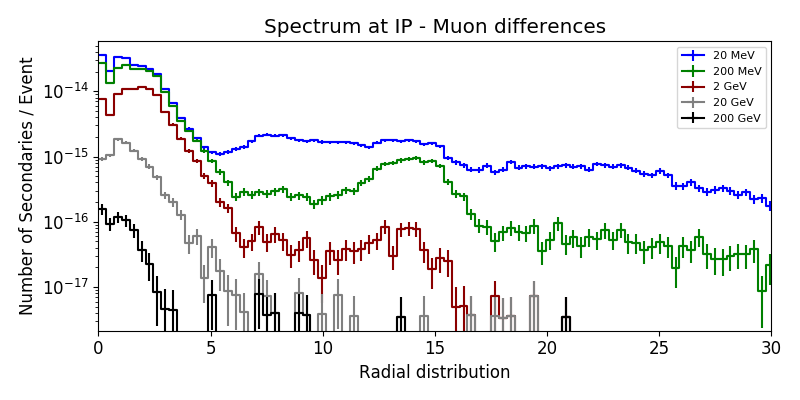 Spectrum at IP - Muon differences
Number of Secondaries / Event
10⁻¹⁴
10⁻¹⁵
10⁻¹⁶
10⁻¹⁷
20 MeV
200 MeV
2 GeV
20 GeV
200 GeV
0 5 10 15 20 25 30
Radial distribution